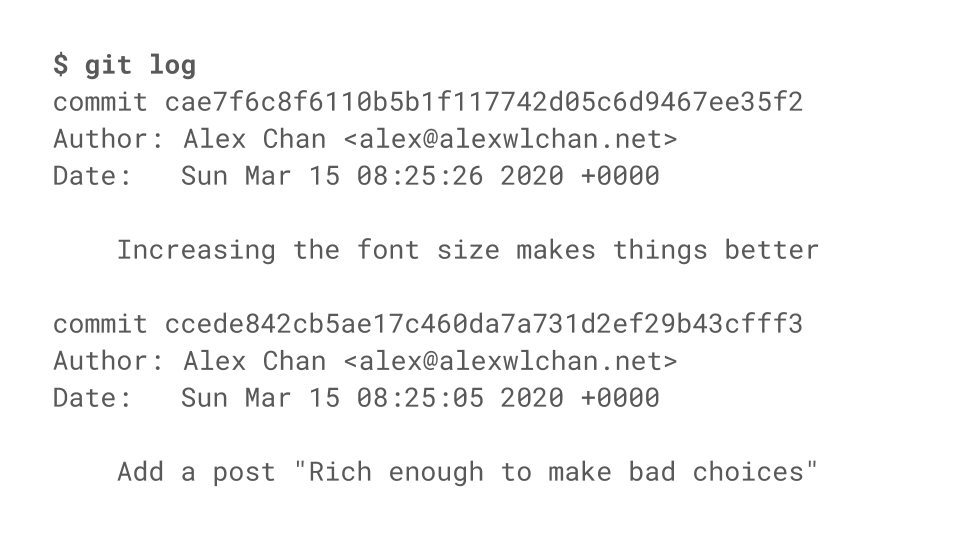 $ git log
commit cae7f6c8f6110b5b1f117742d05c6d9467ee35f2
Author: Alex Chan <alex@alexwlchan.net>
Date:   Sun Mar 15 08:25:26 2020 +0000
Increasing the font size makes things better
commit ccede842cb5ae17c460da7a731d2ef29b43cfff3
Author: Alex Chan <alex@alexwlchan.net>
Date:   Sun Mar 15 08:25:05 2020 +0000
Add a post "Rich enough to make bad choices"